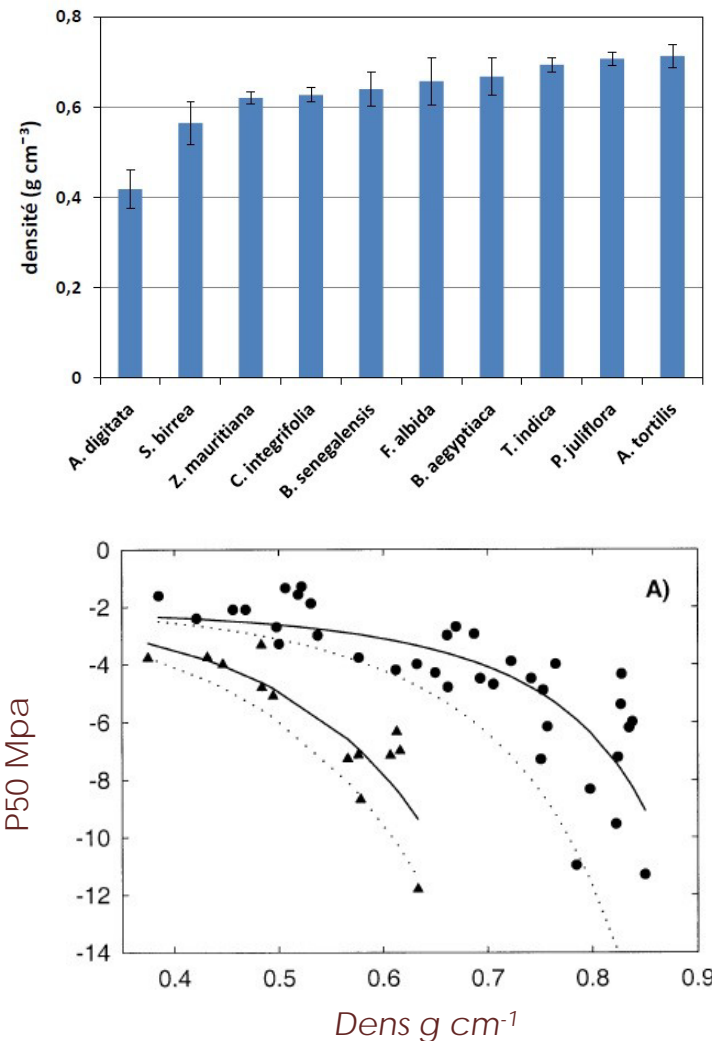 densité (g cm⁻³)
0,8
0,6
0,4
0,2
0
A. digitata
S. birrea
Z. mauritiana
C. integrifolia
B. senegalensis
F. albida
B. aegyptiaca
T. indica
P. juliflora
A. tortilis
A)
P50 Mpa
0
-2
-4
-6
-8
-10
-12
-14
0.4 0.5 0.6 0.7 0.8 0.9
Dens g cm-1